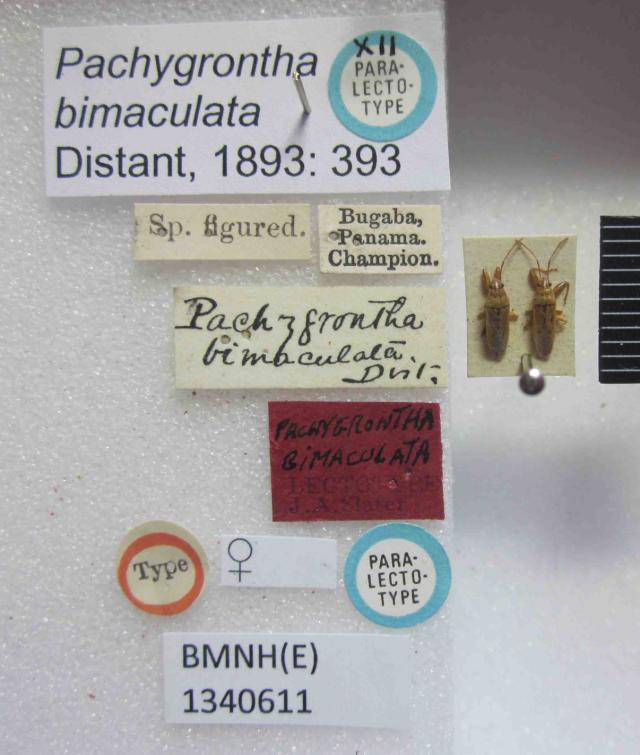 Pachygrontha
bimaculata
Distant, 1893: 393
XII
PARA-
LECTO-
TYPE
Sp. figured.
Bugaba,
Panama.
Champion.
Pachygrontha
bimaculata.
Dist.
PACHYGRONTHA
BIMACULATA
LECTOTYPE
J.A. Slater
Type
♀
PARA-
LECTO-
TYPE
BMNH(E)
1340611